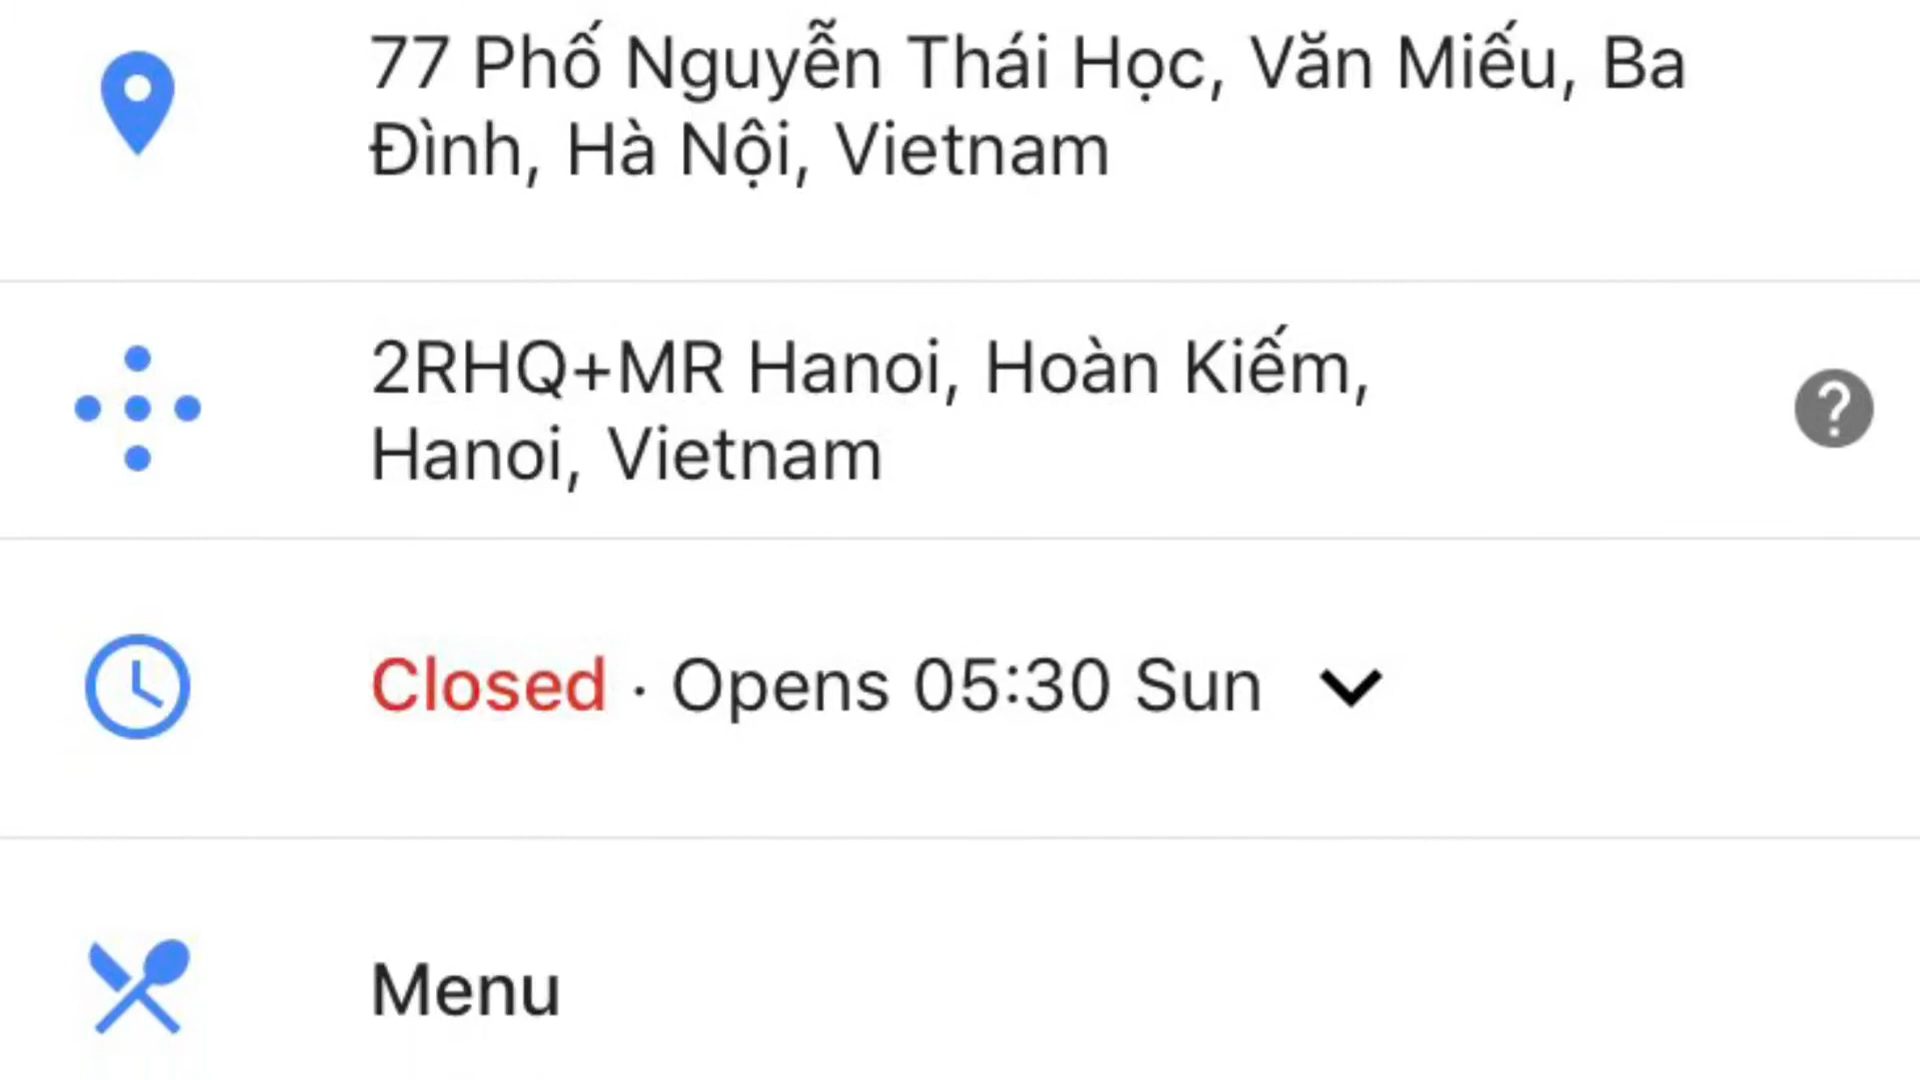 77 Phố Nguyễn Thái Học, Văn Miếu, Ba
Đình, Hà Nội, Vietnam
2RHQ+MR Hanoi, Hoàn Kiếm,
Hanoi, Vietnam
Closed · Opens 05:30 Sun
Menu